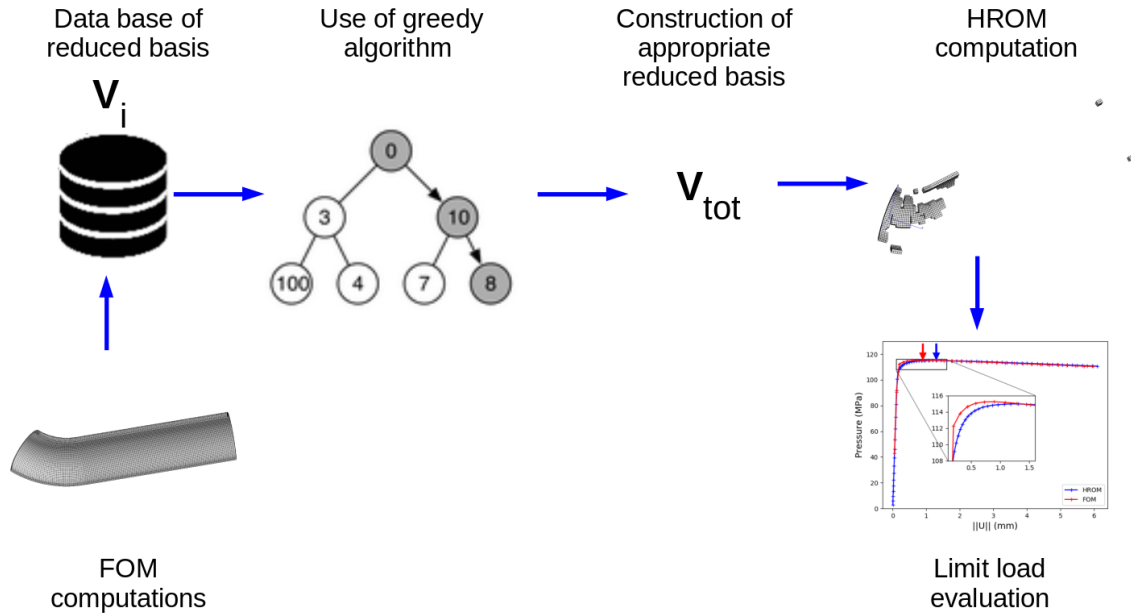 Data base of
reduced basis
Use of greedy
algorithm
Construction of
appropriate
reduced basis
HROM
computation
Vi
0
3
10
100
4
7
8
Vtot
FOM
computations
120
100
80
60
40
20
0
Pressure (MPa)
116
114
112
110
108
0.5
1.0
1.5
HROM
FOM
0
1
2
3
4
5
6
||U|| (mm)
Limit load
evaluation